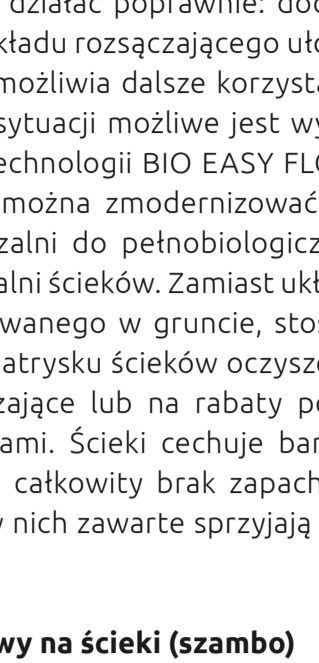 działać poprawnie: doc
kładu rozsączającego uło
możliwia dalsze korzysta
sytuacji możliwe jest wy
echnologii BIO EASY FLO
można zmodernizować
zalni do pełnobiologicz
alni ścieków. Zamiast ukł
wanego w gruncie, stos
atrysku ścieków oczyszc
zające lub na rabaty po
ami. Ścieki cechuje bar
całkowity brak zapach
w nich zawarte sprzyjają
wy na ścieki (szambo)